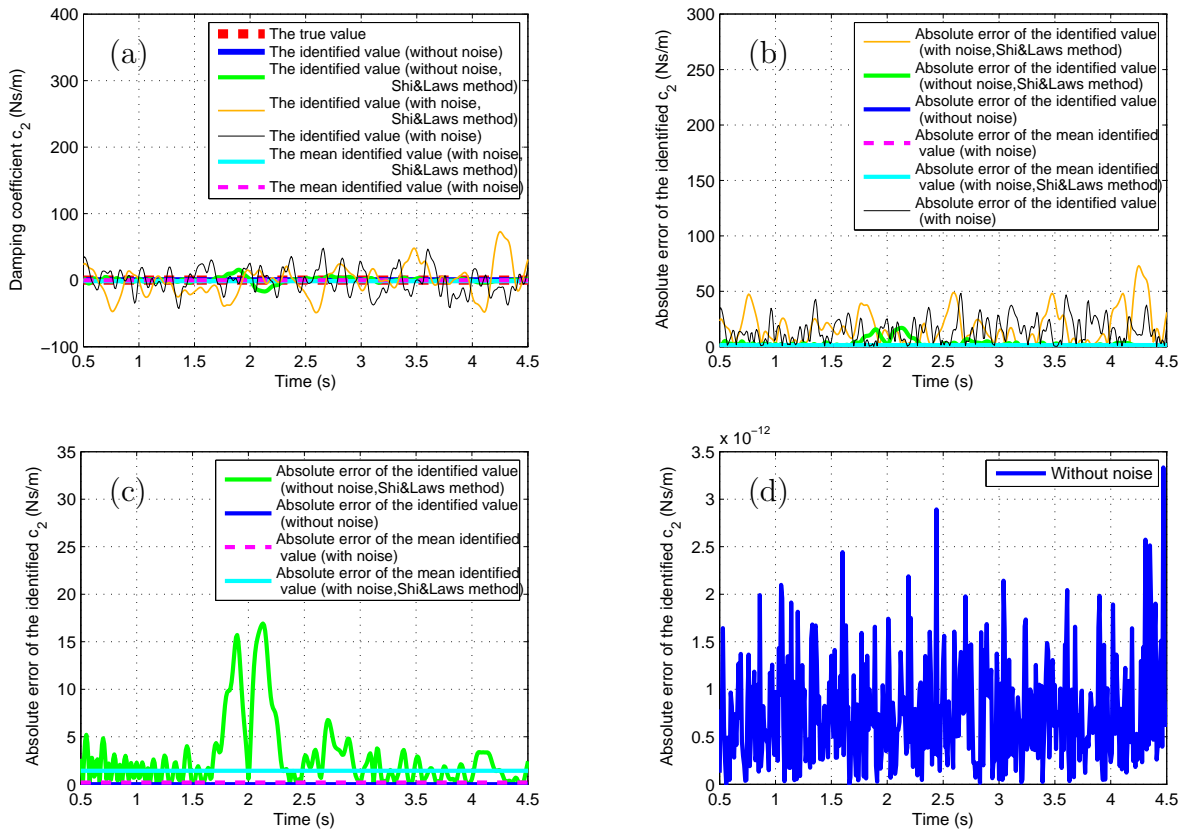 (a)
Damping coefficient c2 (Ns/m)
400
300
200
100
0
−100
The true value
The identified value (without noise)
The identified value (without noise,
Shi&Laws method)
The identified value (with noise,
Shi&Laws method)
The identified value (with noise)
The mean identified value (with noise,
Shi&Laws method)
The mean identified value (with noise)
0.5 1 1.5 2 2.5 3 3.5 4 4.5
Time (s)
(b)
Absolute error of the identified c2 (Ns/m)
300
250
200
150
100
50
0
Absolute error of the identified value
(with noise,Shi&Laws method)
Absolute error of the identified value
(without noise,Shi&Laws method)
Absolute error of the identified value
(without noise)
Absolute error of the mean identified
value (with noise)
Absolute error of the mean identified
value (with noise,Shi&Laws method)
Absolute error of the identified value
(with noise)
0.5 1 1.5 2 2.5 3 3.5 4 4.5
Time (s)
(c)
Absolute error of the identified c2 (Ns/m)
35
30
25
20
15
10
5
0
Absolute error of the identified value
(without noise,Shi&Laws method)
Absolute error of the identified value
(without noise)
Absolute error of the mean identified
value (with noise)
Absolute error of the mean identified
value (with noise,Shi&Laws method)
0.5 1 1.5 2 2.5 3 3.5 4 4.5
Time (s)
x 10−12
(d)
Absolute error of the identified c2 (Ns/m)
3.5
3
2.5
2
1.5
1
0.5
0
Without noise
0.5 1 1.5 2 2.5 3 3.5 4 4.5
Time (s)